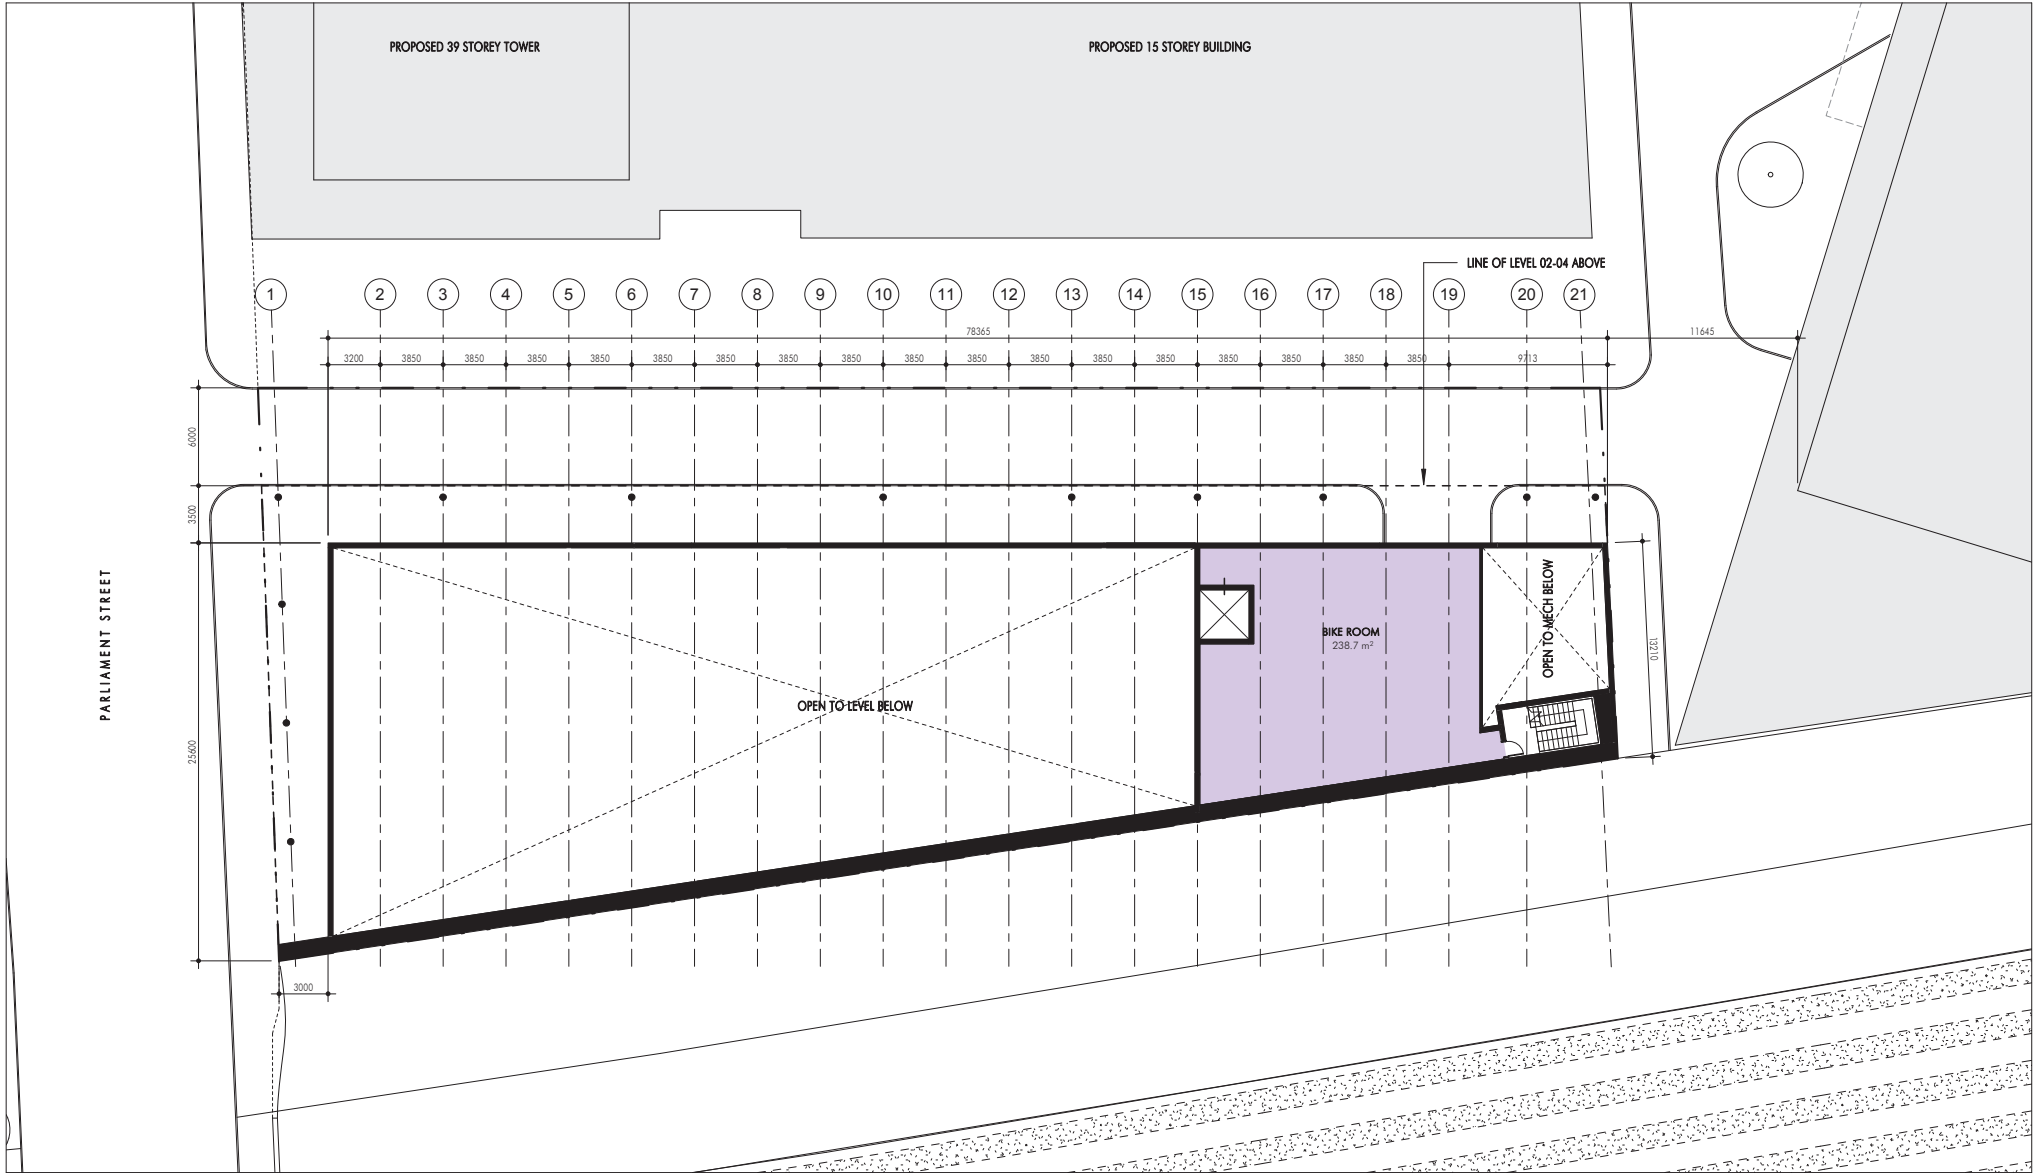 PROPOSED 39 STOREY TOWER
PROPOSED 15 STOREY BUILDING
LINE OF LEVEL 02-04 ABOVE
1 2 3 4 5 6 7 8 9 10 11 12 13 14 15 16 17 18 19 20 21
78365
11645
3200 3850 3850 3850 3850 3850 3850 3850 3850 3850 3850 3850 3850 3850 3850 3850 3850 3850 9713
6000
3500
25600
PARLIAMENT STREET
OPEN TO LEVEL BELOW
BIKE ROOM
238.7 m²
OPEN TO MECH BELOW
13210
3000